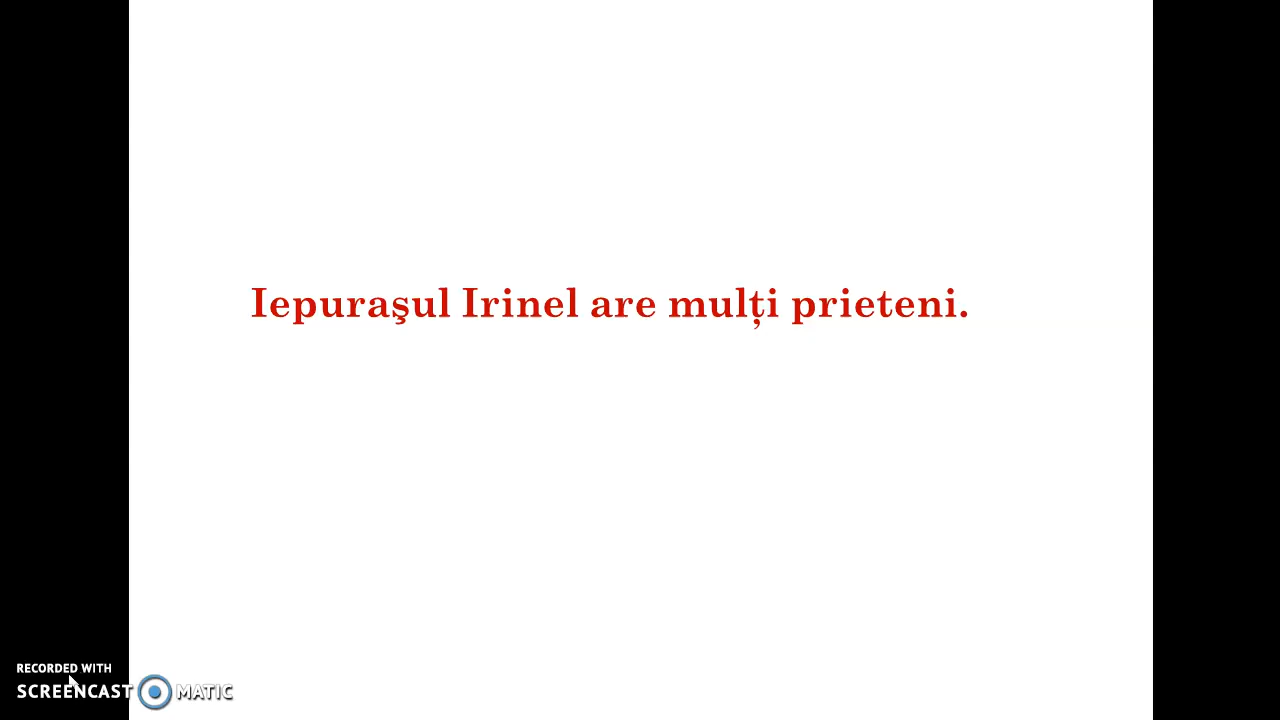 Iepuraşul Irinel are mulți prieteni.
RECORDED WITH
SCREENCAST MATIC